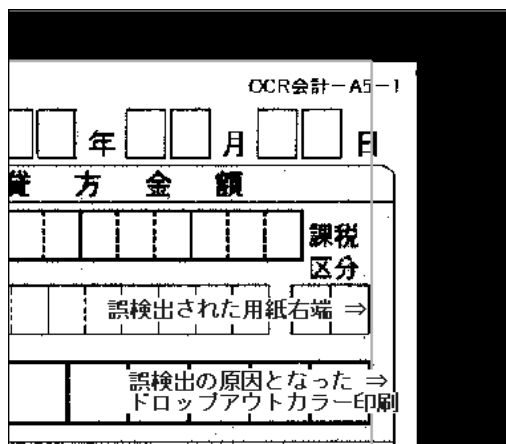 OCR会計－A5－1
年 月 日
貸方金額
課税
区分
誤検出された用紙右端 ⇒
誤検出の原因となった ⇒
ドロップアウトカラー印刷